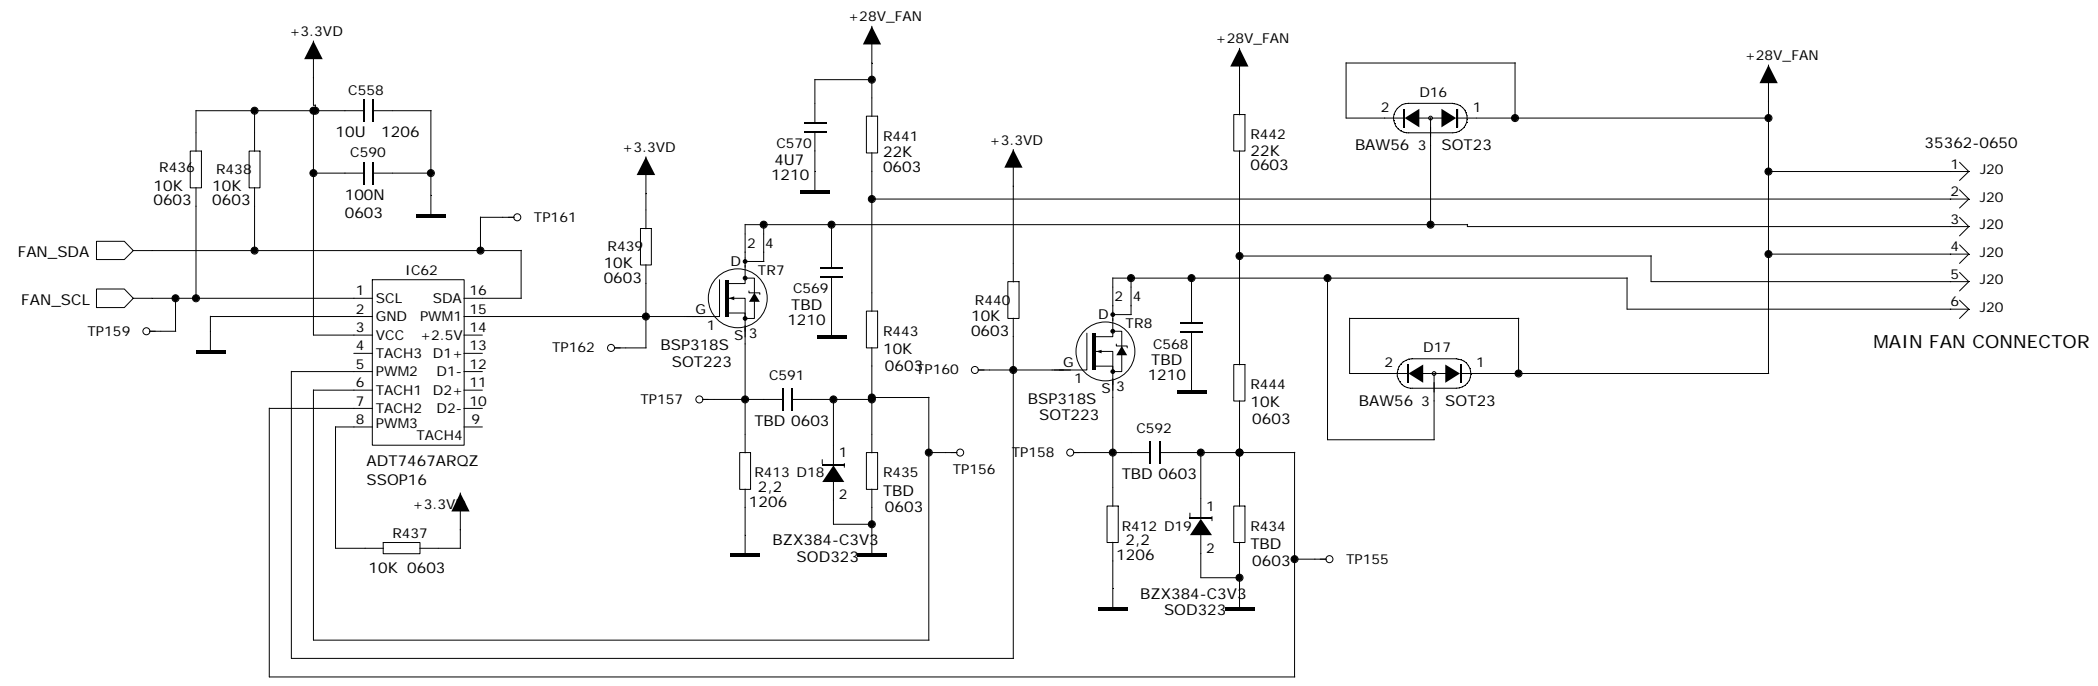 +3.3VD
C558
10U 1206
C590
100N
0603
R436
10K
0603
R438
10K
0603
TP161
FAN_SDA
FAN_SCL
TP159
IC62
1 SCL
2 GND
3 VCC
4 TACH3
5 PWM2
6 TACH1
7 TACH2
8 PWM3
SDA 16
PWM1 15
+2.5V 14
D1+ 13
D1- 12
D2+ 11
D2- 10
TACH4 9
ADT7467ARQZ
SSOP16
+3.3V
R437
10K 0603
+3.3VD
R439
10K
0603
TP162
+28V_FAN
C570
4U7
1210
R441
22K
0603
2 4
D
TR7
G
1
S 3
BSP318S
SOT223
C569
TBD
1210
R443
10K
0603
TP157
C591
TBD 0603
R413
2,2
1206
D18
1
2
R435
TBD
0603
BZX384-C3V3
SOD323
TP156
+3.3VD
R440
10K
0603
TP160
+28V_FAN
R442
22K
0603
2 4
D
TR8
G
1
S 3
BSP318S
SOT223
C568
TBD
1210
R444
10K
0603
TP158
C592
TBD 0603
R412
2,2
1206
D19
1
2
R434
TBD
0603
BZX384-C3V3
SOD323
TP155
D16
2 1
BAW56 3 SOT23
D17
2 1
BAW56 3 SOT23
+28V_FAN
35362-0650
1 J20
2 J20
3 J20
4 J20
5 J20
6 J20
MAIN FAN CONNECTOR